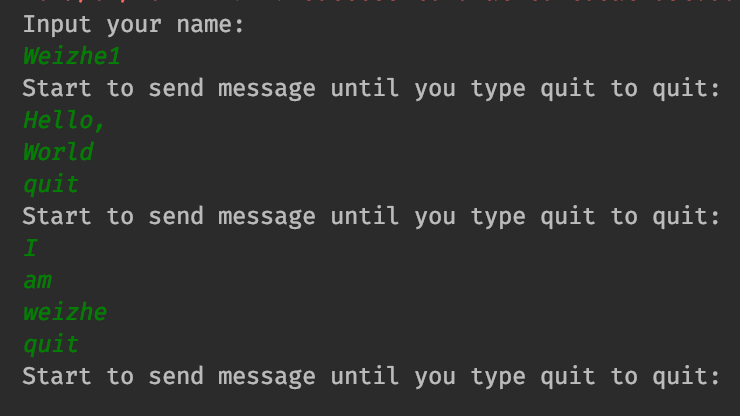 Input your name:
Weizhe1
Start to send message until you type quit to quit:
Hello,
World
quit
Start to send message until you type quit to quit:
I
am
weizhe
quit
Start to send message until you type quit to quit: